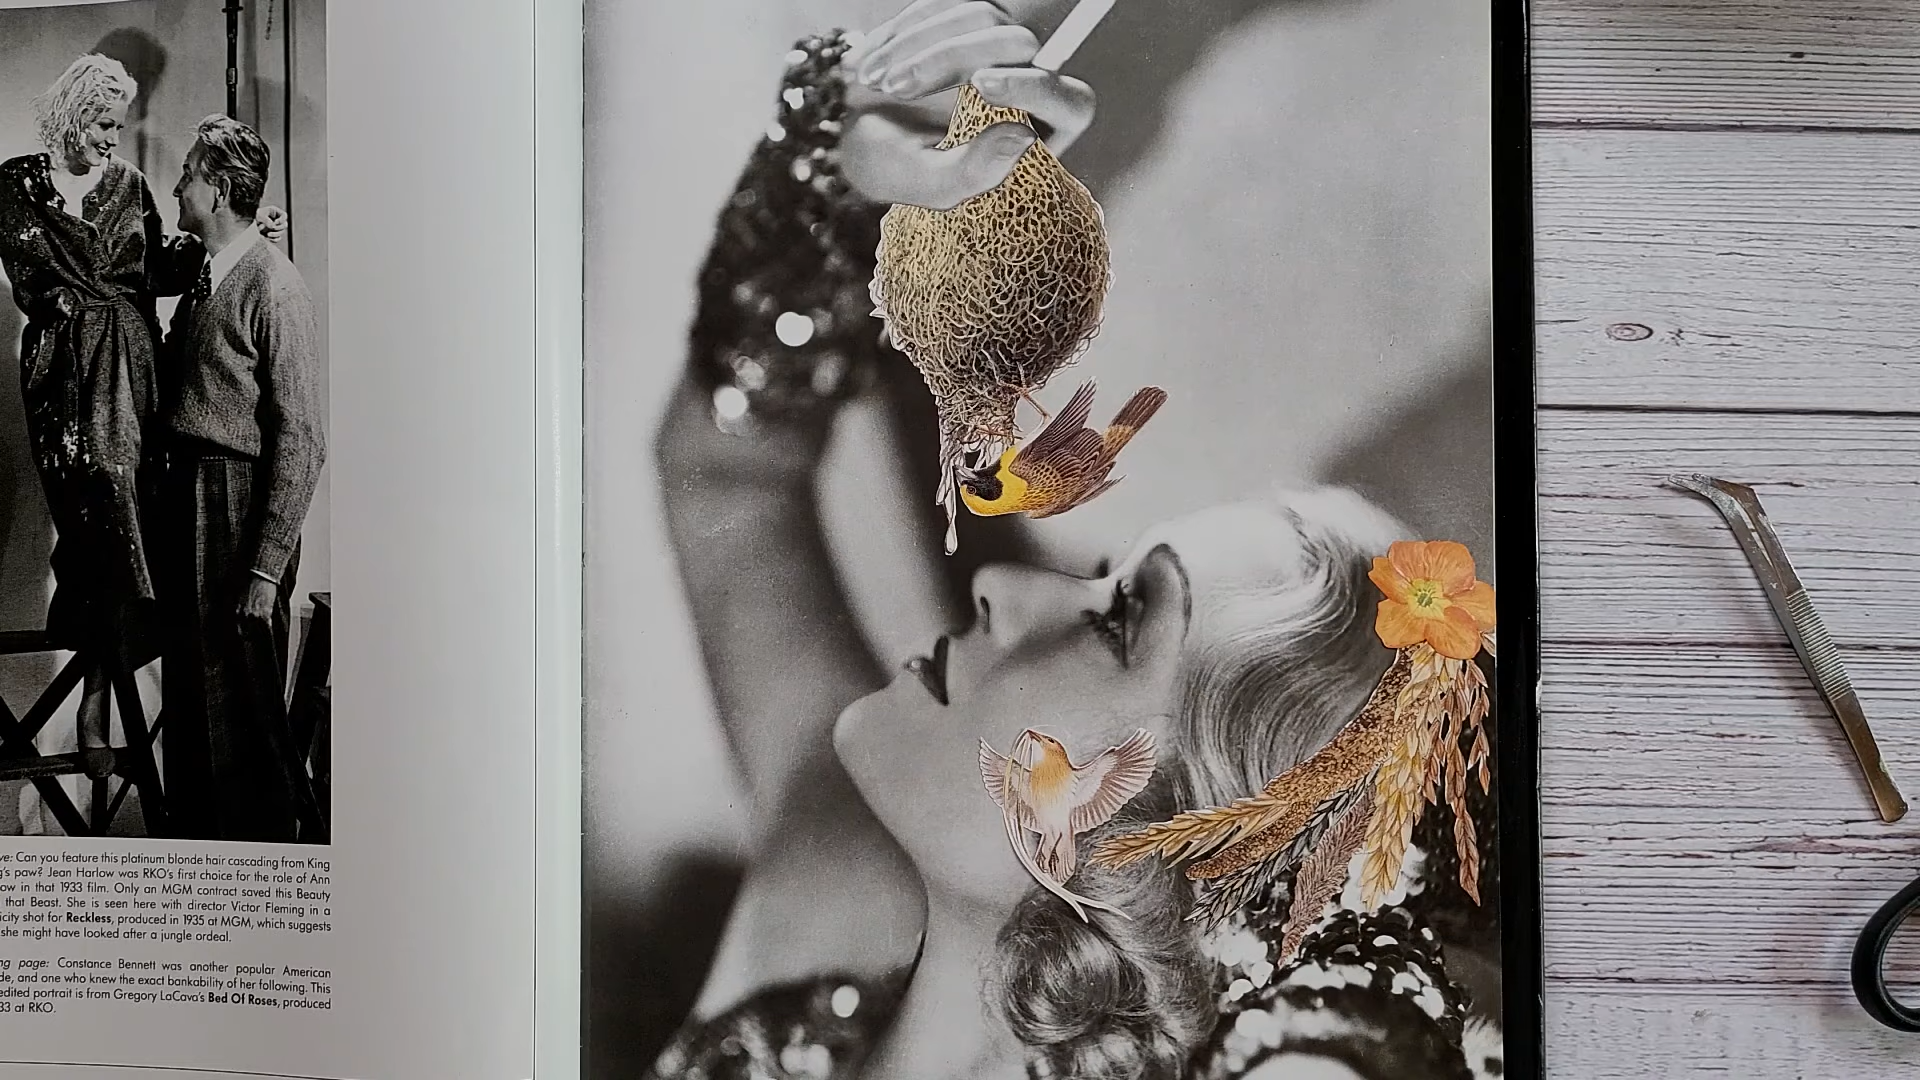 ve: Can you feature this platinum blonde hair cascading from King
g's paw? Jean Harlow was RKO's first choice for the role of Ann
ow in that 1933 film. Only an MGM contract saved this Beauty
that Beast. She is seen here with director Victor Fleming in a
icity shot for Reckless, produced in 1935 at MGM, which suggests
she might have looked after a jungle ordeal.
ng page: Constance Bennett was another popular American
de, and one who knew the exact bankability of her following. This
edited portrait is from Gregory LaCava's Bed Of Roses, produced
33 at RKO.